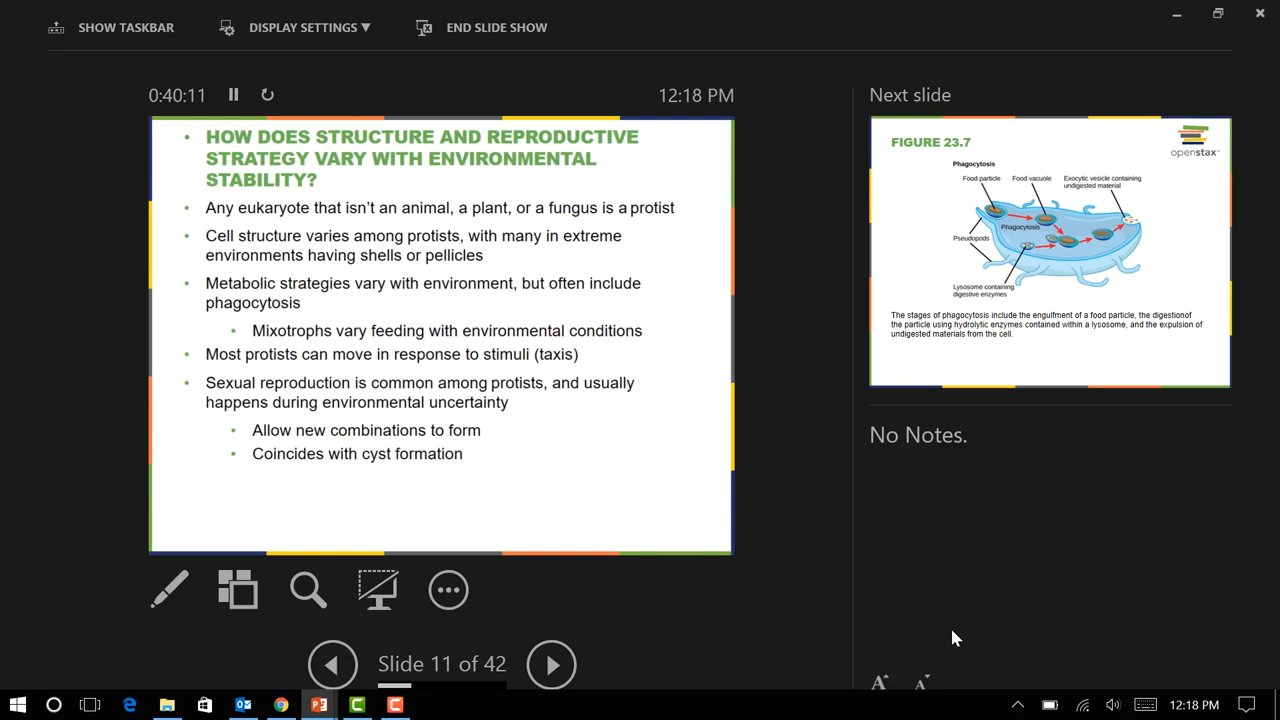 SHOW TASKBAR
DISPLAY SETTINGS ▼
END SLIDE SHOW
0:40:11
12:18 PM
HOW DOES STRUCTURE AND REPRODUCTIVE
STRATEGY VARY WITH ENVIRONMENTAL
STABILITY?
• Any eukaryote that isn't an animal, a plant, or a fungus is a protist
• Cell structure varies among protists, with many in extreme
environments having shells or pellicles
• Metabolic strategies vary with environment, but often include
phagocytosis
• Mixotrophs vary feeding with environmental conditions
• Most protists can move in response to stimuli (taxis)
• Sexual reproduction is common among protists, and usually
happens during environmental uncertainty
• Allow new combinations to form
• Coincides with cyst formation
Slide 11 of 42
Next slide
FIGURE 23.7
openstax™
Phagocytosis
Food particle
Food vacuole
Exocytic vesicle containing
undigested material
Phagocytosis
Pseudopods
Lysosome containing
digestive enzymes
The stages of phagocytosis include the engulfment of a food particle, the digestionof
the particle using hydrolytic enzymes contained within a lysosome, and the expulsion of
undigested materials from the cell.
No Notes.
A A
12:18 PM